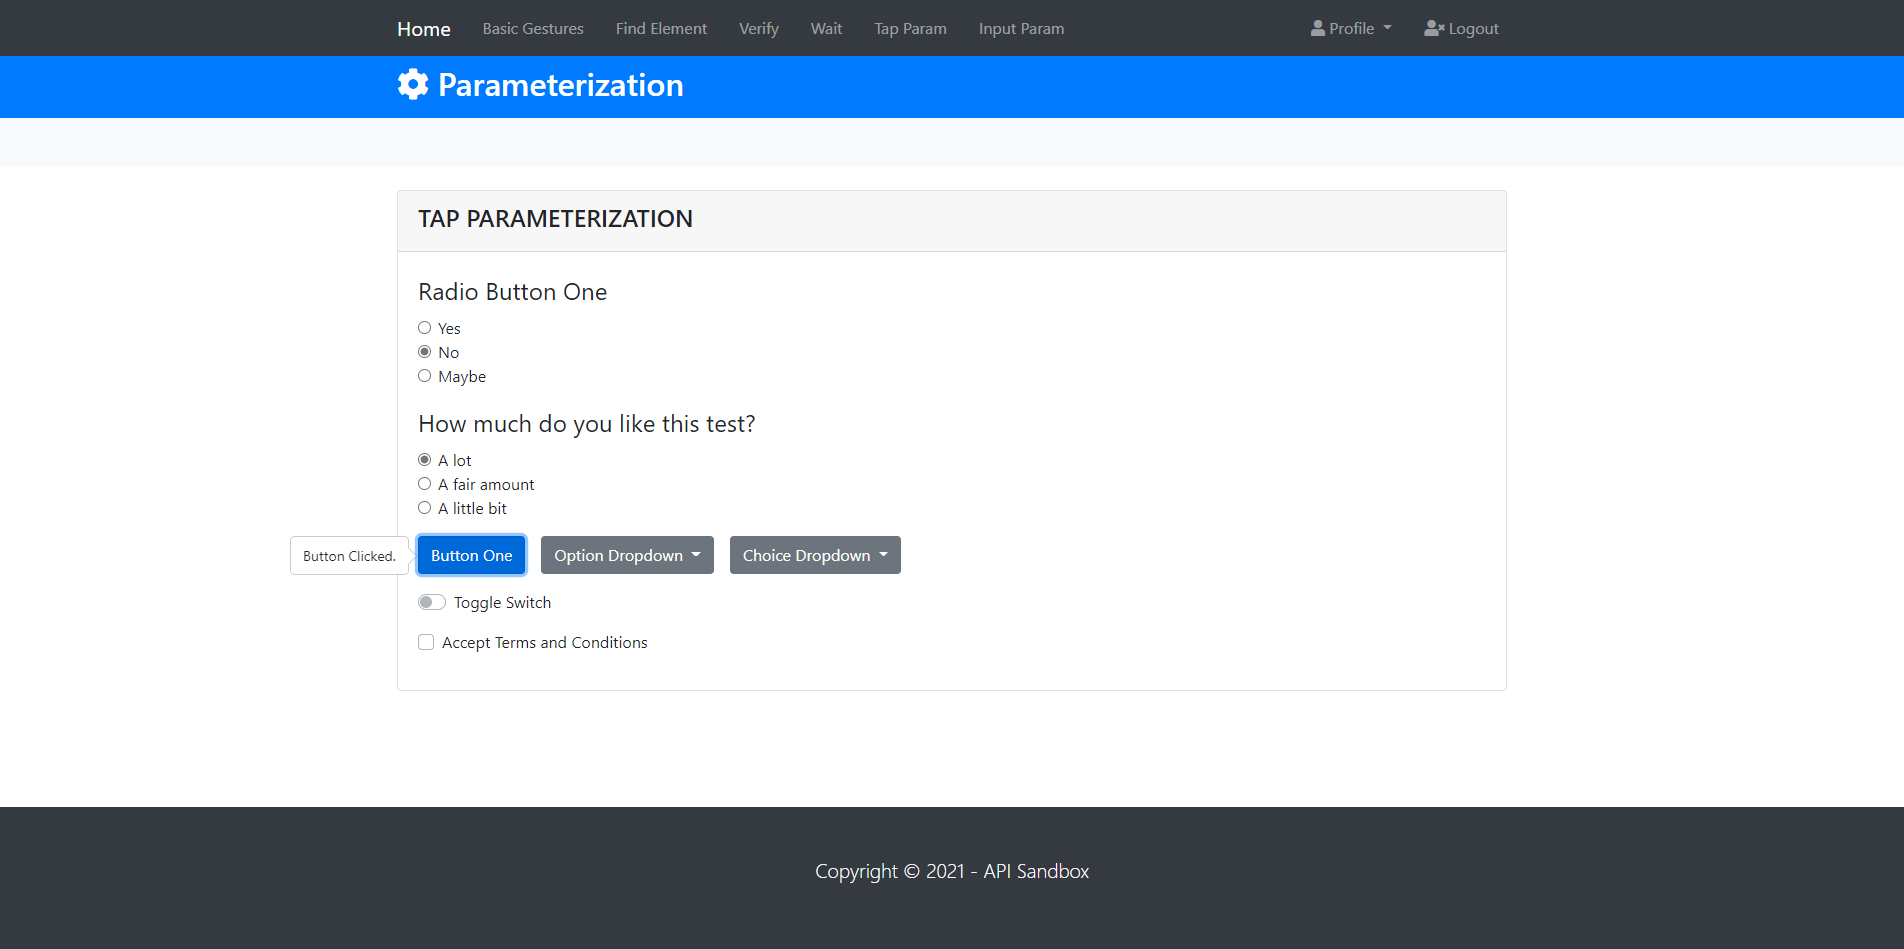 Home Basic Gestures Find Element Verify Wait Tap Param Input Param Profile Logout
Parameterization
TAP PARAMETERIZATION
Radio Button One
Yes
No
Maybe
How much do you like this test?
A lot
A fair amount
A little bit
Button Clicked. Button One Option Dropdown Choice Dropdown
Toggle Switch
Accept Terms and Conditions
Copyright © 2021 - API Sandbox